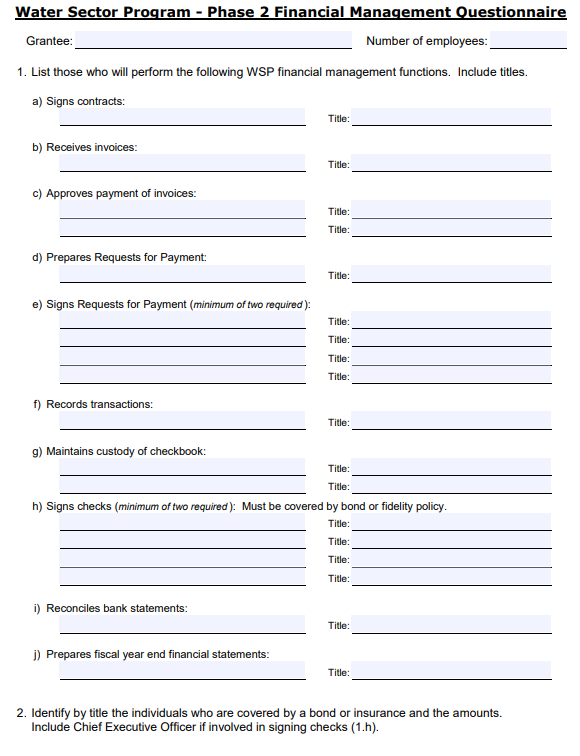 Water Sector Program - Phase 2 Financial Management Questionnaire
Grantee: Number of employees:
1. List those who will perform the following WSP financial management functions. Include titles.
a) Signs contracts:
Title:
b) Receives invoices:
Title:
c) Approves payment of invoices:
Title:
Title:
d) Prepares Requests for Payment:
Title:
e) Signs Requests for Payment (minimum of two required):
Title:
Title:
Title:
Title:
f) Records transactions:
Title:
g) Maintains custody of checkbook:
Title:
Title:
h) Signs checks (minimum of two required): Must be covered by bond or fidelity policy.
Title:
Title:
Title:
Title:
i) Reconciles bank statements:
Title:
j) Prepares fiscal year end financial statements:
Title:
2. Identify by title the individuals who are covered by a bond or insurance and the amounts.
Include Chief Executive Officer if involved in signing checks (1.h).